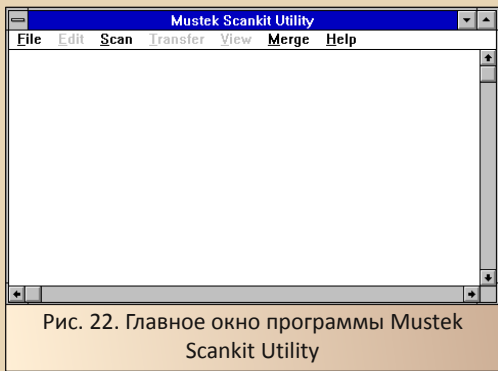 Mustek Scankit Utility
File Edit Scan Transfer View Merge Help
Рис. 22. Главное окно программы Mustek
Scankit Utility